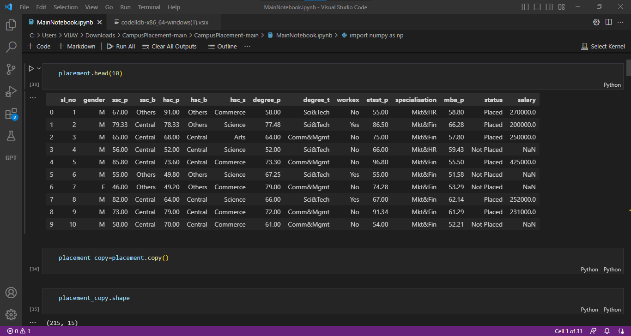 File Edit Selection View Go Run Terminal Help MainNotebook.ipynb - Visual Studio Code
MainNotebook.ipynb codelldb-x86_64-windows(1).vsix
C: > Users > VIJAY > Downloads > CampusPlacement-main > CampusPlacement-main > MainNotebook.ipynb > import numpy as np
+ Code + Markdown Run All Clear All Outputs Outline ... Select Kernel
placement.head(10)
[33] Python
sl_no gender ssc_p ssc_b hsc_p hsc_b hsc_s degree_p degree_t workex etest_p specialisation mba_p status salary
0 1 M 67.00 Others 91.00 Others Commerce 58.00 Sci&Tech No 55.00 Mkt&HR 58.80 Placed 270000.0
1 2 M 79.33 Central 78.33 Others Science 77.48 Sci&Tech Yes 86.50 Mkt&Fin 66.28 Placed 200000.0
2 3 M 65.00 Central 68.00 Central Arts 64.00 Comm&Mgmt No 75.00 Mkt&Fin 57.80 Placed 250000.0
3 4 M 56.00 Central 52.00 Central Science 52.00 Sci&Tech No 66.00 Mkt&HR 59.43 Not Placed NaN
4 5 M 85.80 Central 73.60 Central Commerce 73.30 Comm&Mgmt No 96.80 Mkt&Fin 55.50 Placed 425000.0
5 6 M 55.00 Others 49.80 Others Science 67.25 Sci&Tech Yes 55.00 Mkt&Fin 51.58 Not Placed NaN
6 7 F 46.00 Others 49.20 Others Commerce 79.00 Comm&Mgmt No 74.28 Mkt&Fin 53.29 Not Placed NaN
7 8 M 82.00 Central 64.00 Central Science 66.00 Sci&Tech Yes 67.00 Mkt&Fin 62.14 Placed 252000.0
8 9 M 73.00 Central 79.00 Central Commerce 72.00 Comm&Mgmt No 91.34 Mkt&Fin 61.29 Placed 231000.0
9 10 M 58.00 Central 70.00 Central Commerce 61.00 Comm&Mgmt No 54.00 Mkt&Fin 52.21 Not Placed NaN
placement_copy=placement.copy()
[34] Python Python
placement_copy.shape
[35] Python Python
(215, 15)
GPT
0 1 Cell 1 of 31